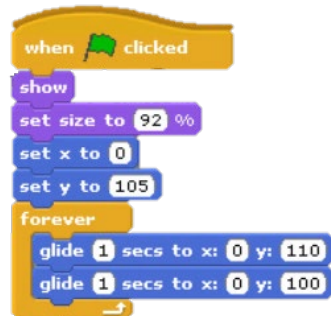 when clicked
show
set size to 92 %
set x to 0
set y to 105
forever
glide 1 secs to x: 0 y: 110
glide 1 secs to x: 0 y: 100